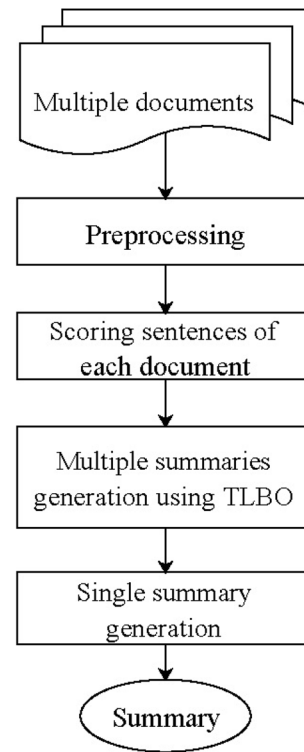 Multiple documents
Preprocessing
Scoring sentences of
each document
Multiple summaries
generation using TLBO
Single summary
generation
Summary